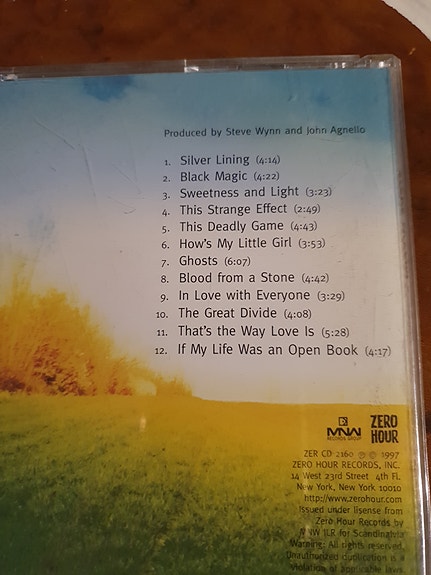 Produced by Steve Wynn and John Agnello
1. Silver Lining (4:14)
2. Black Magic (4:22)
3. Sweetness and Light (3:23)
4. This Strange Effect (2:49)
5. This Deadly Game (4:43)
6. How's My Little Girl (3:53)
7. Ghosts (6:07)
8. Blood from a Stone (4:42)
9. In Love with Everyone (3:29)
10. The Great Divide (4:08)
11. That's the Way Love Is (5:28)
12. If My Life Was an Open Book (4:17)
MNW
RECORDS GROUP
ZERO
HOUR
ZER CD 2160 ℗ © 1997
ZERO HOUR RECORDS, INC.
14 West 23rd Street 4th FL.
New York, New York 10010
http://www.zerohour.com
Issued under lisense from
Zero Hour Records by
MNW ILR for Scandinavia
Warning: All rights reserved.
Unauthorized duplication is a
violation of applicable laws.